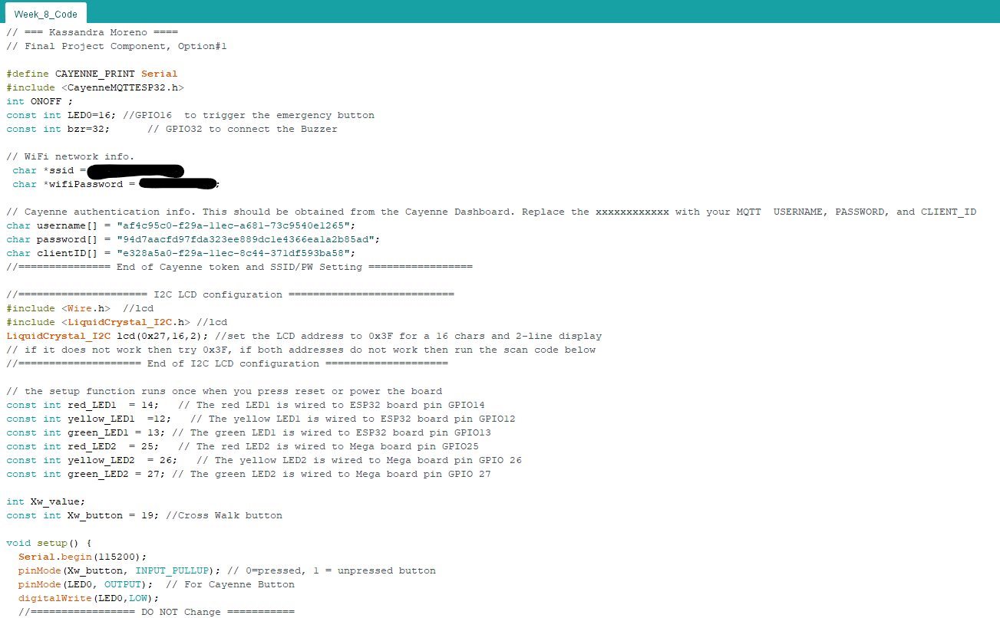 Week_8_Code
// === Kassandra Moreno ====
// Final Project Component, Option#1
#define CAYENNE_PRINT Serial
#include <CayenneMQTTESP32.h>
int ONOFF ;
const int LED0=16; //GPIO16  to trigger the emergency button
const int bzr=32;      // GPIO32 to connect the Buzzer
// WiFi network info.
char *ssid =
char *wifiPassword = ;
// Cayenne authentication info. This should be obtained from the Cayenne Dashboard. Replace the xxxxxxxxxxxx with your MQTT  USERNAME, PASSWORD, and CLIENT_ID
char username[] = "af4c95c0-f29a-11ec-a681-73c9540e1265";
char password[] = "94d7aacfd97fda323ee889dc1e4366ea1a2b85ad";
char clientID[] = "e328a5a0-f29a-11ec-8c44-371df593ba58";
//=============== End of Cayenne token and SSID/PW Setting =================
//===================== I2C LCD configuration ===========================
#include <Wire.h>  //lcd
#include <LiquidCrystal_I2C.h> //lcd
LiquidCrystal_I2C lcd(0x27,16,2); //set the LCD address to 0x3F for a 16 chars and 2-line display
// if it does not work then try 0x3F, if both addresses do not work then run the scan code below
//==================== End of I2C LCD configuration ====================
// the setup function runs once when you press reset or power the board
const int red_LED1  = 14;   // The red LED1 is wired to ESP32 board pin GPIO14
const int yellow_LED1  =12;   // The yellow LED1 is wired to ESP32 board pin GPIO12
const int green_LED1 = 13; // The green LED1 is wired to ESP32 board pin GPIO13
const int red_LED2  = 25;   // The red LED2 is wired to Mega board pin GPIO25
const int yellow_LED2  = 26;   // The yellow LED2 is wired to Mega board pin GPIO 26
const int green_LED2 = 27; // The green LED2 is wired to Mega board pin GPIO 27
int Xw_value;
const int Xw_button = 19; //Cross Walk button
void setup() {
Serial.begin(115200);
pinMode(Xw_button, INPUT_PULLUP); // 0=pressed, 1 = unpressed button
pinMode(LED0, OUTPUT);  // For Cayenne Button
digitalWrite(LED0,LOW);
//================= DO NOT Change ===========